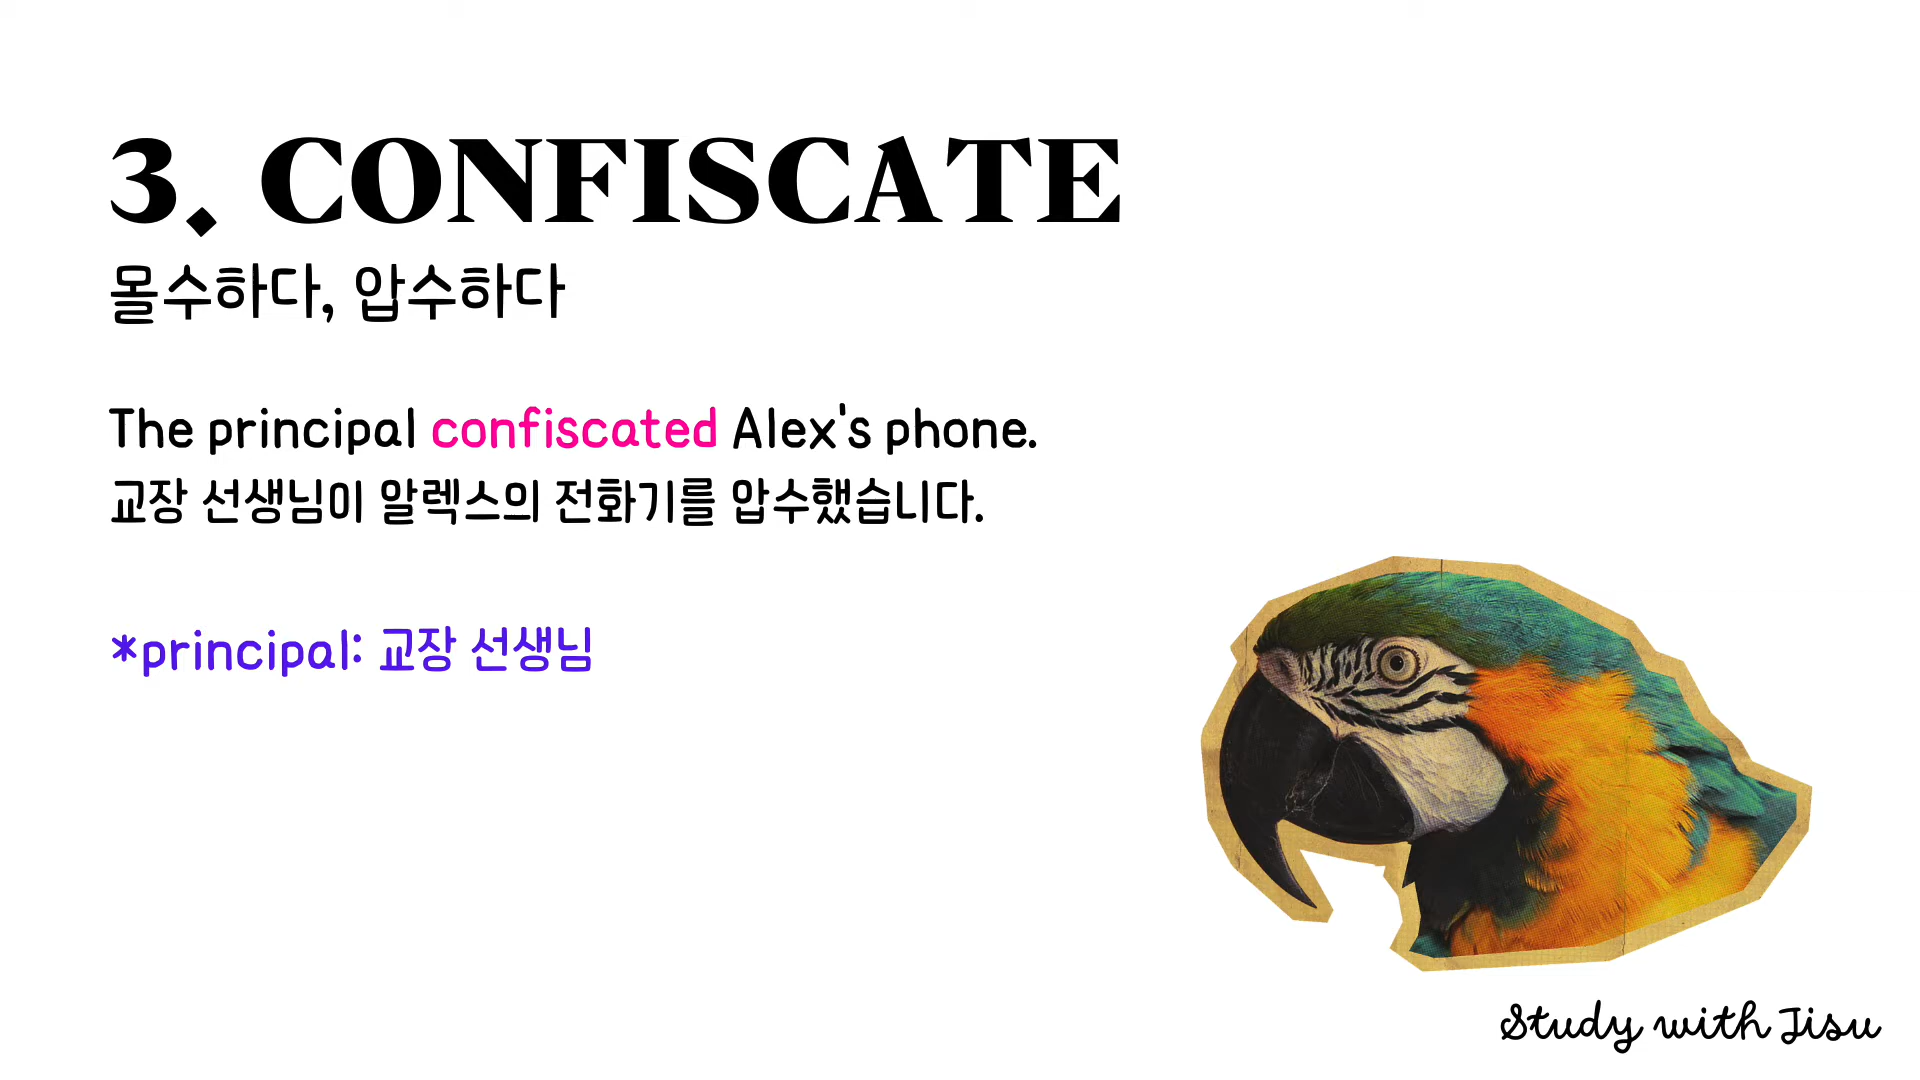 3. CONFISCATE
몰수하다, 압수하다
The principal confiscated Alex's phone.
교장 선생님이 알렉스의 전화기를 압수했습니다.
*principal: 교장 선생님
Study with Jisu